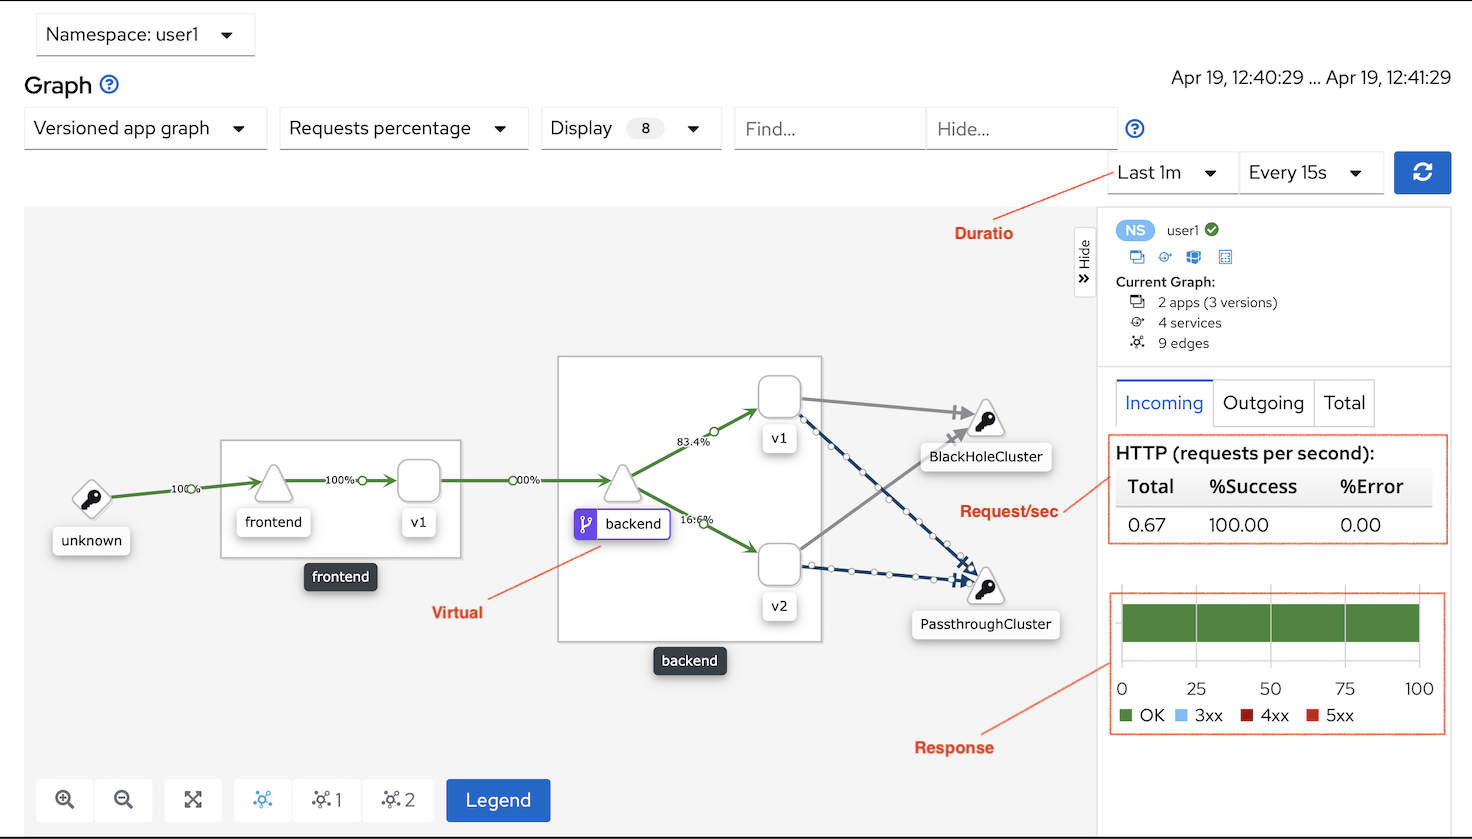 Namespace: user1
Graph
Apr 19, 12:40:29 ... Apr 19, 12:41:29
Versioned app graph
Requests percentage
Display 8
Find...
Hide...
Last 1m
Every 15s
Duratio
Hide
NS user1
Current Graph:
2 apps (3 versions)
4 services
9 edges
Incoming
Outgoing
Total
HTTP (requests per second):
Total %Success %Error
0.67 100.00 0.00
Request/sec
0 25 50 75 100
OK 3xx 4xx 5xx
Response
unknown
100%
frontend
100%
v1
frontend
00%
backend
Virtual
83.4%
16.6%
v1
v2
backend
BlackHoleCluster
PassthroughCluster
1
2
Legend